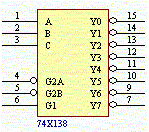 1 A Y0 15
2 B Y1 14
3 C Y2 13
Y3 12
Y4 11
4 G2A Y5 10
5 G2B Y6 9
6 G1 Y7 7
74X138